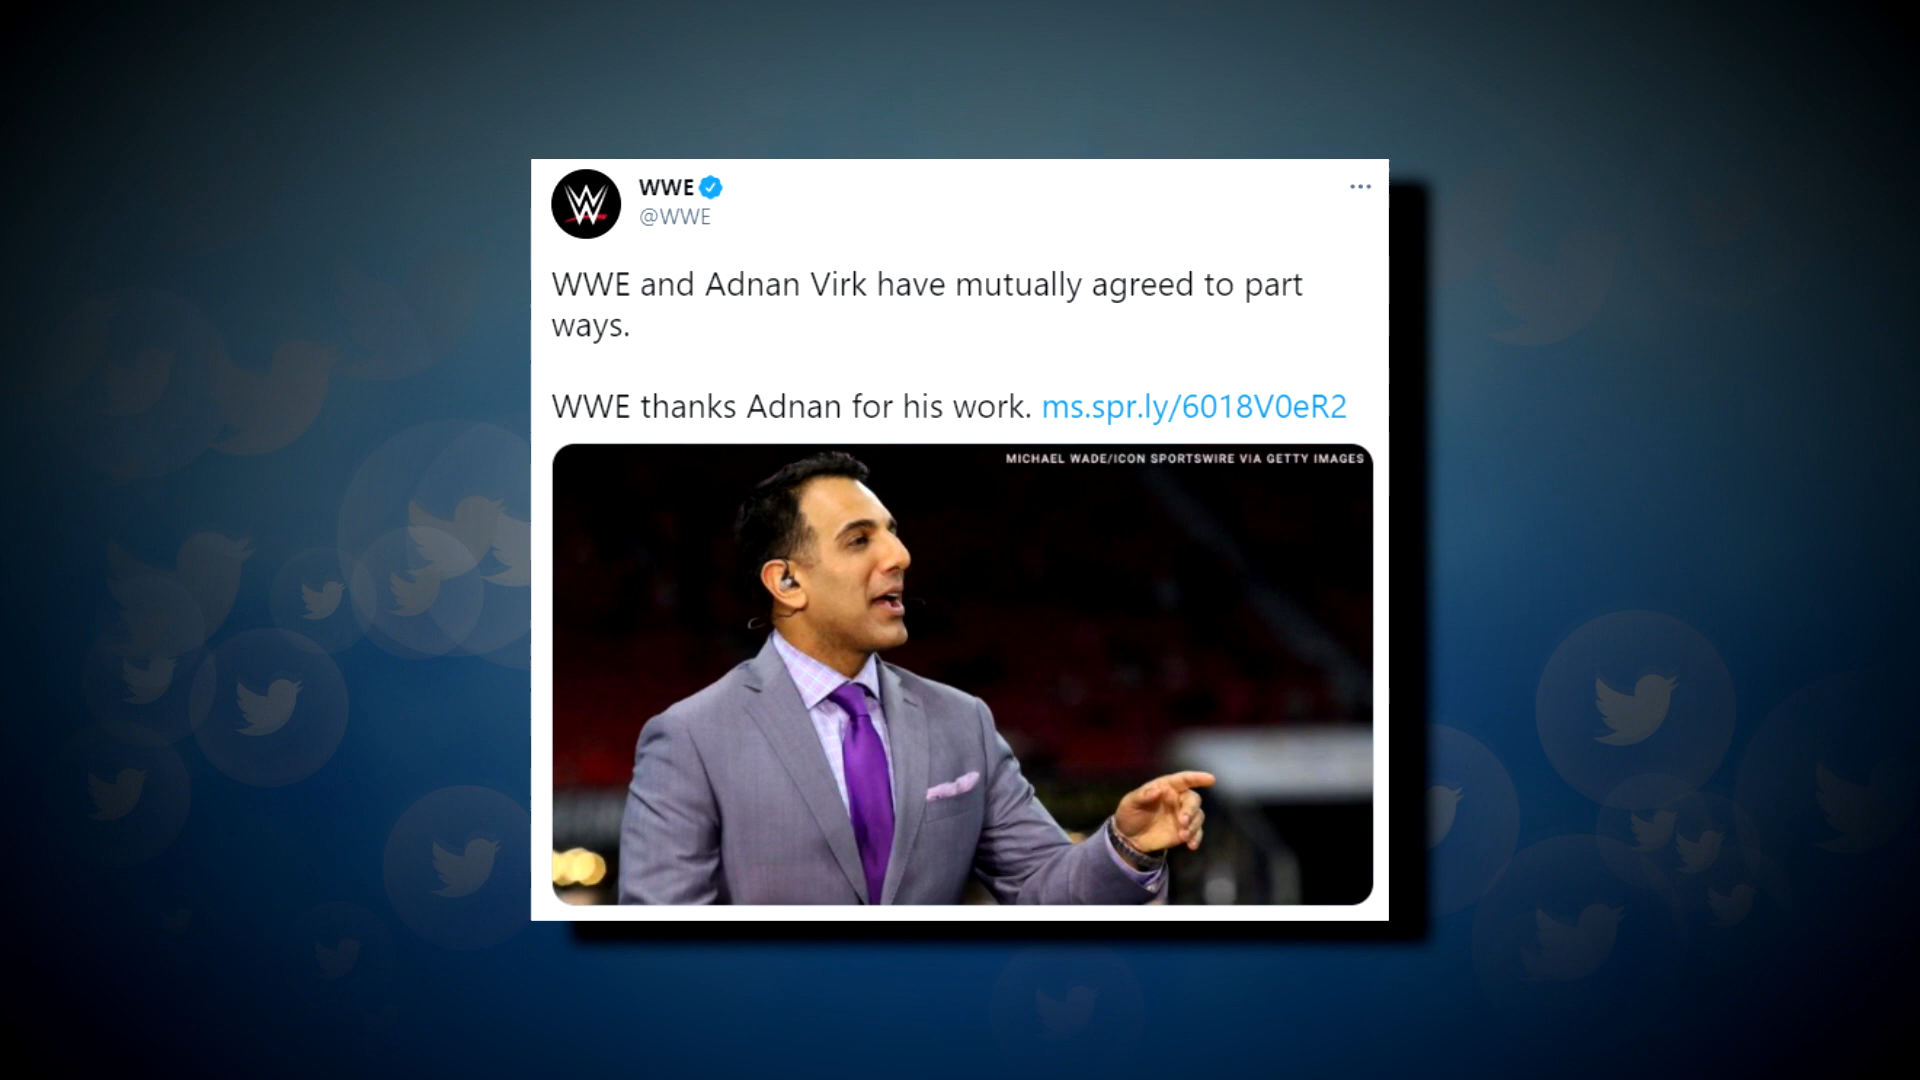 WWE
@WWE
WWE and Adnan Virk have mutually agreed to part
ways.
WWE thanks Adnan for his work. ms.spr.ly/6018V0eR2
MICHAEL WADE/ICON SPORTSWIRE VIA GETTY IMAGES